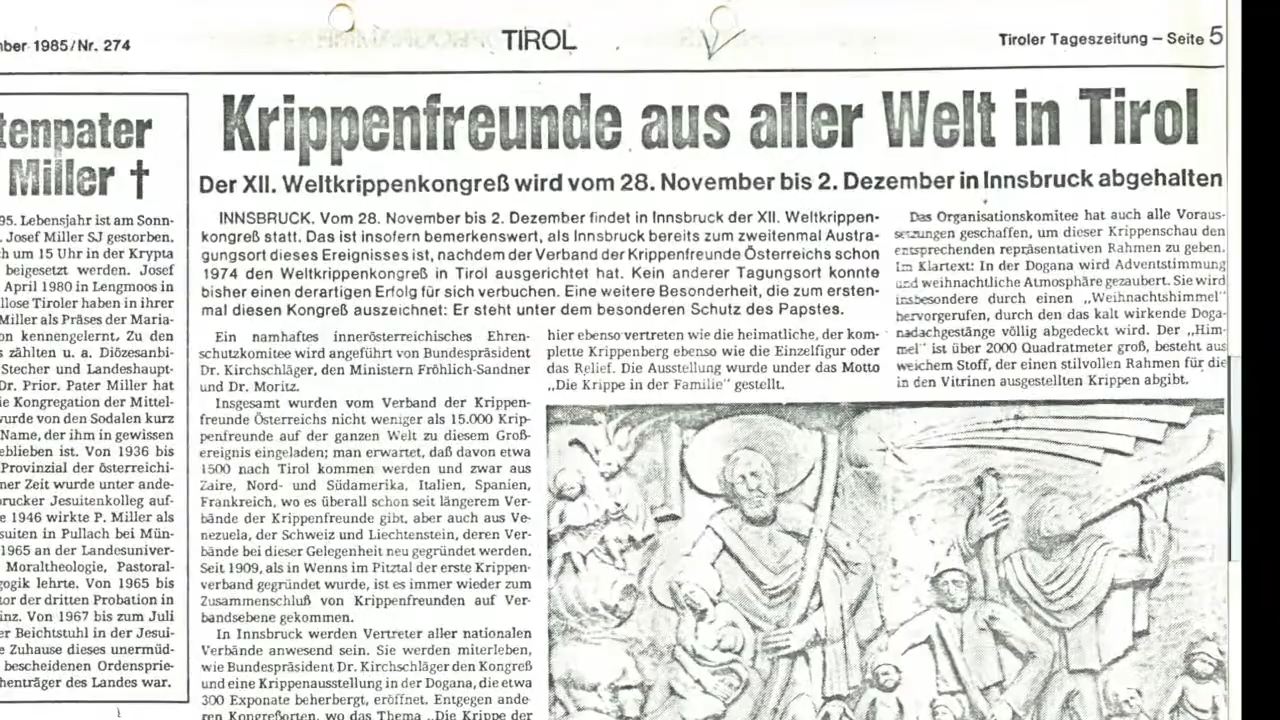 ber 1985/Nr. 274
TIROL
Tiroler Tageszeitung – Seite 5
tenpater
Miller †
95. Lebensjahr ist am Sonn-
. Josef Miller SJ gestorben.
h um 15 Uhr in der Krypta
beigesetzt werden. Josef
April 1980 in Lengmoos in
llose Tiroler haben in ihrer
Miller als Präses der Maria-
on kennengelernt. Zu den
s zählten u. a. Diözesanbi-
Stecher und Landeshaupt-
Dr. Prior. Pater Miller hat
ie Kongregation der Mittel-
wurde von den Sodalen kurz
Name, der ihm in gewissen
eblieben ist. Von 1936 bis
Provinzial der österreichi-
ner Zeit wurde unter ande-
brucker Jesuitenkolleg auf-
e 1946 wirkte P. Miller als
suiten in Pullach bei Mün-
1965 an der Landesuniver-
Moraltheologie, Pastoral-
gogik lehrte. Von 1965 bis
tor der dritten Probation in
inz. Von 1967 bis zum Juli
er Beichtstuhl in der Jesui-
e Zuhause dieses unermüd-
bescheidenen Ordensprie-
henträger des Landes war.
Krippenfreunde aus aller Welt in Tirol
Der XII. Weltkrippenkongreß wird vom 28. November bis 2. Dezember in Innsbruck abgehalten
INNSBRUCK. Vom 28. November bis 2. Dezember findet in Innsbruck der XII. Weltkrippen-
kongreß statt. Das ist insofern bemerkenswert, als Innsbruck bereits zum zweitenmal Austra-
gungsort dieses Ereignisses ist, nachdem der Verband der Krippenfreunde Österreichs schon
1974 den Weltkrippenkongreß in Tirol ausgerichtet hat. Kein anderer Tagungsort konnte
bisher einen derartigen Erfolg für sich verbuchen. Eine weitere Besonderheit, die zum ersten-
mal diesen Kongreß auszeichnet: Er steht unter dem besonderen Schutz des Papstes.
Ein namhaftes innerösterreichisches Ehren-
schutzkomitee wird angeführt von Bundespräsident
Dr. Kirchschläger, den Ministern Fröhlich-Sandner
und Dr. Moritz.
Insgesamt wurden vom Verband der Krippen-
freunde Österreichs nicht weniger als 15.000 Krip-
penfreunde auf der ganzen Welt zu diesem Groß-
ereignis eingeladen; man erwartet, daß davon etwa
1500 nach Tirol kommen werden und zwar aus
Zaire, Nord- und Südamerika, Italien, Spanien,
Frankreich, wo es überall schon seit längerem Ver-
bände der Krippenfreunde gibt, aber auch aus Ve-
nezuela, der Schweiz und Liechtenstein, deren Ver-
bände bei dieser Gelegenheit neu gegründet werden.
Seit 1909, als in Wenns im Pitztal der erste Krippen-
verband gegründet wurde, ist es immer wieder zum
Zusammenschluß von Krippenfreunden auf Ver-
bandsebene gekommen.
In Innsbruck werden Vertreter aller nationalen
Verbände anwesend sein. Sie werden miterleben,
wie Bundespräsident Dr. Kirchschläger den Kongreß
und eine Krippenausstellung in der Dogana, die etwa
300 Exponate beherbergt, eröffnet. Entgegen ande-
ren Kongreßorten, wo das Thema „Die Krippe der
hier ebenso vertreten wie die heimatliche, der kom-
plette Krippenberg ebenso wie die Einzelfigur oder
das Relief. Die Ausstellung wurde unter das Motto
„Die Krippe in der Familie“ gestellt.
Das Organisationskomitee hat auch alle Voraus-
setzungen geschaffen, um dieser Krippenschau den
entsprechenden repräsentativen Rahmen zu geben.
Im Klartext: In der Dogana wird Adventstimmung
und weihnachtliche Atmosphäre gezaubert. Sie wird
insbesondere durch einen „Weihnachtshimmel“
hervorgerufen, durch den das kalt wirkende Doga-
nadachgestänge völlig abgedeckt wird. Der „Him-
mel“ ist über 2000 Quadratmeter groß, besteht aus
weichem Stoff, der einen stilvollen Rahmen für die
in den Vitrinen ausgestellten Krippen abgibt.